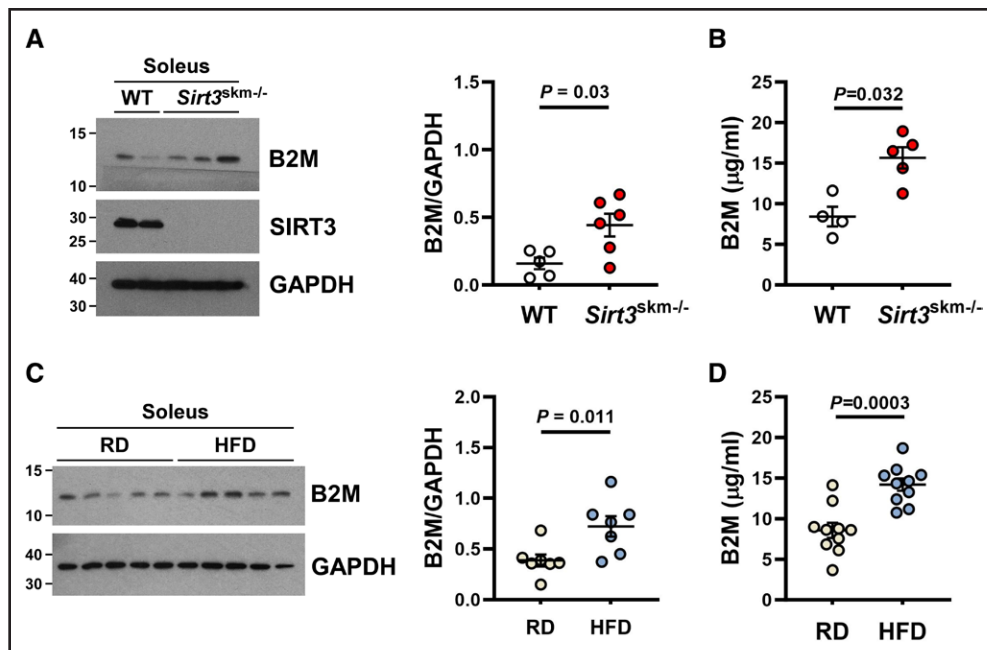 A
Soleus
WT Sirt3skm-/-
15
10
B2M
30
25
SIRT3
40
30
GAPDH
B2M/GAPDH
1.5
1.0
0.5
0.0
P = 0.03
WT Sirt3skm-/-
B
B2M (μg/ml)
25
20
15
10
5
0
P=0.032
WT Sirt3skm-/-
C
Soleus
RD HFD
15
10
B2M
40
30
GAPDH
B2M/GAPDH
2.0
1.5
1.0
0.5
0.0
P = 0.011
RD HFD
D
B2M (μg/ml)
25
20
15
10
5
0
P=0.0003
RD HFD